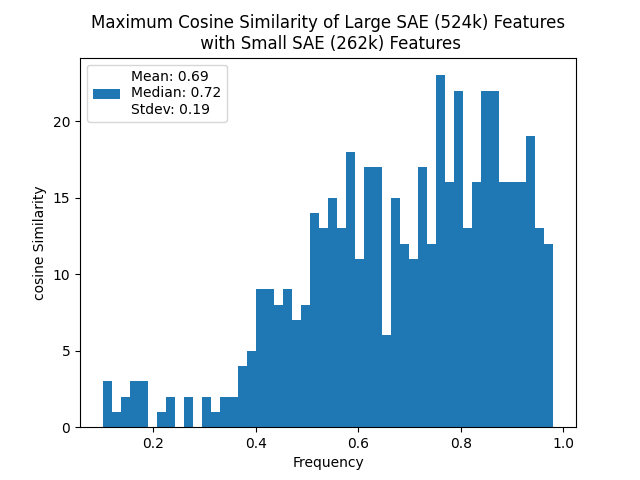 Maximum Cosine Similarity of Large SAE (524k) Features
with Small SAE (262k) Features
Mean: 0.69
Median: 0.72
Stdev: 0.19
cosine Similarity
20
15
10
5
0
0.2 0.4 0.6 0.8 1.0
Frequency